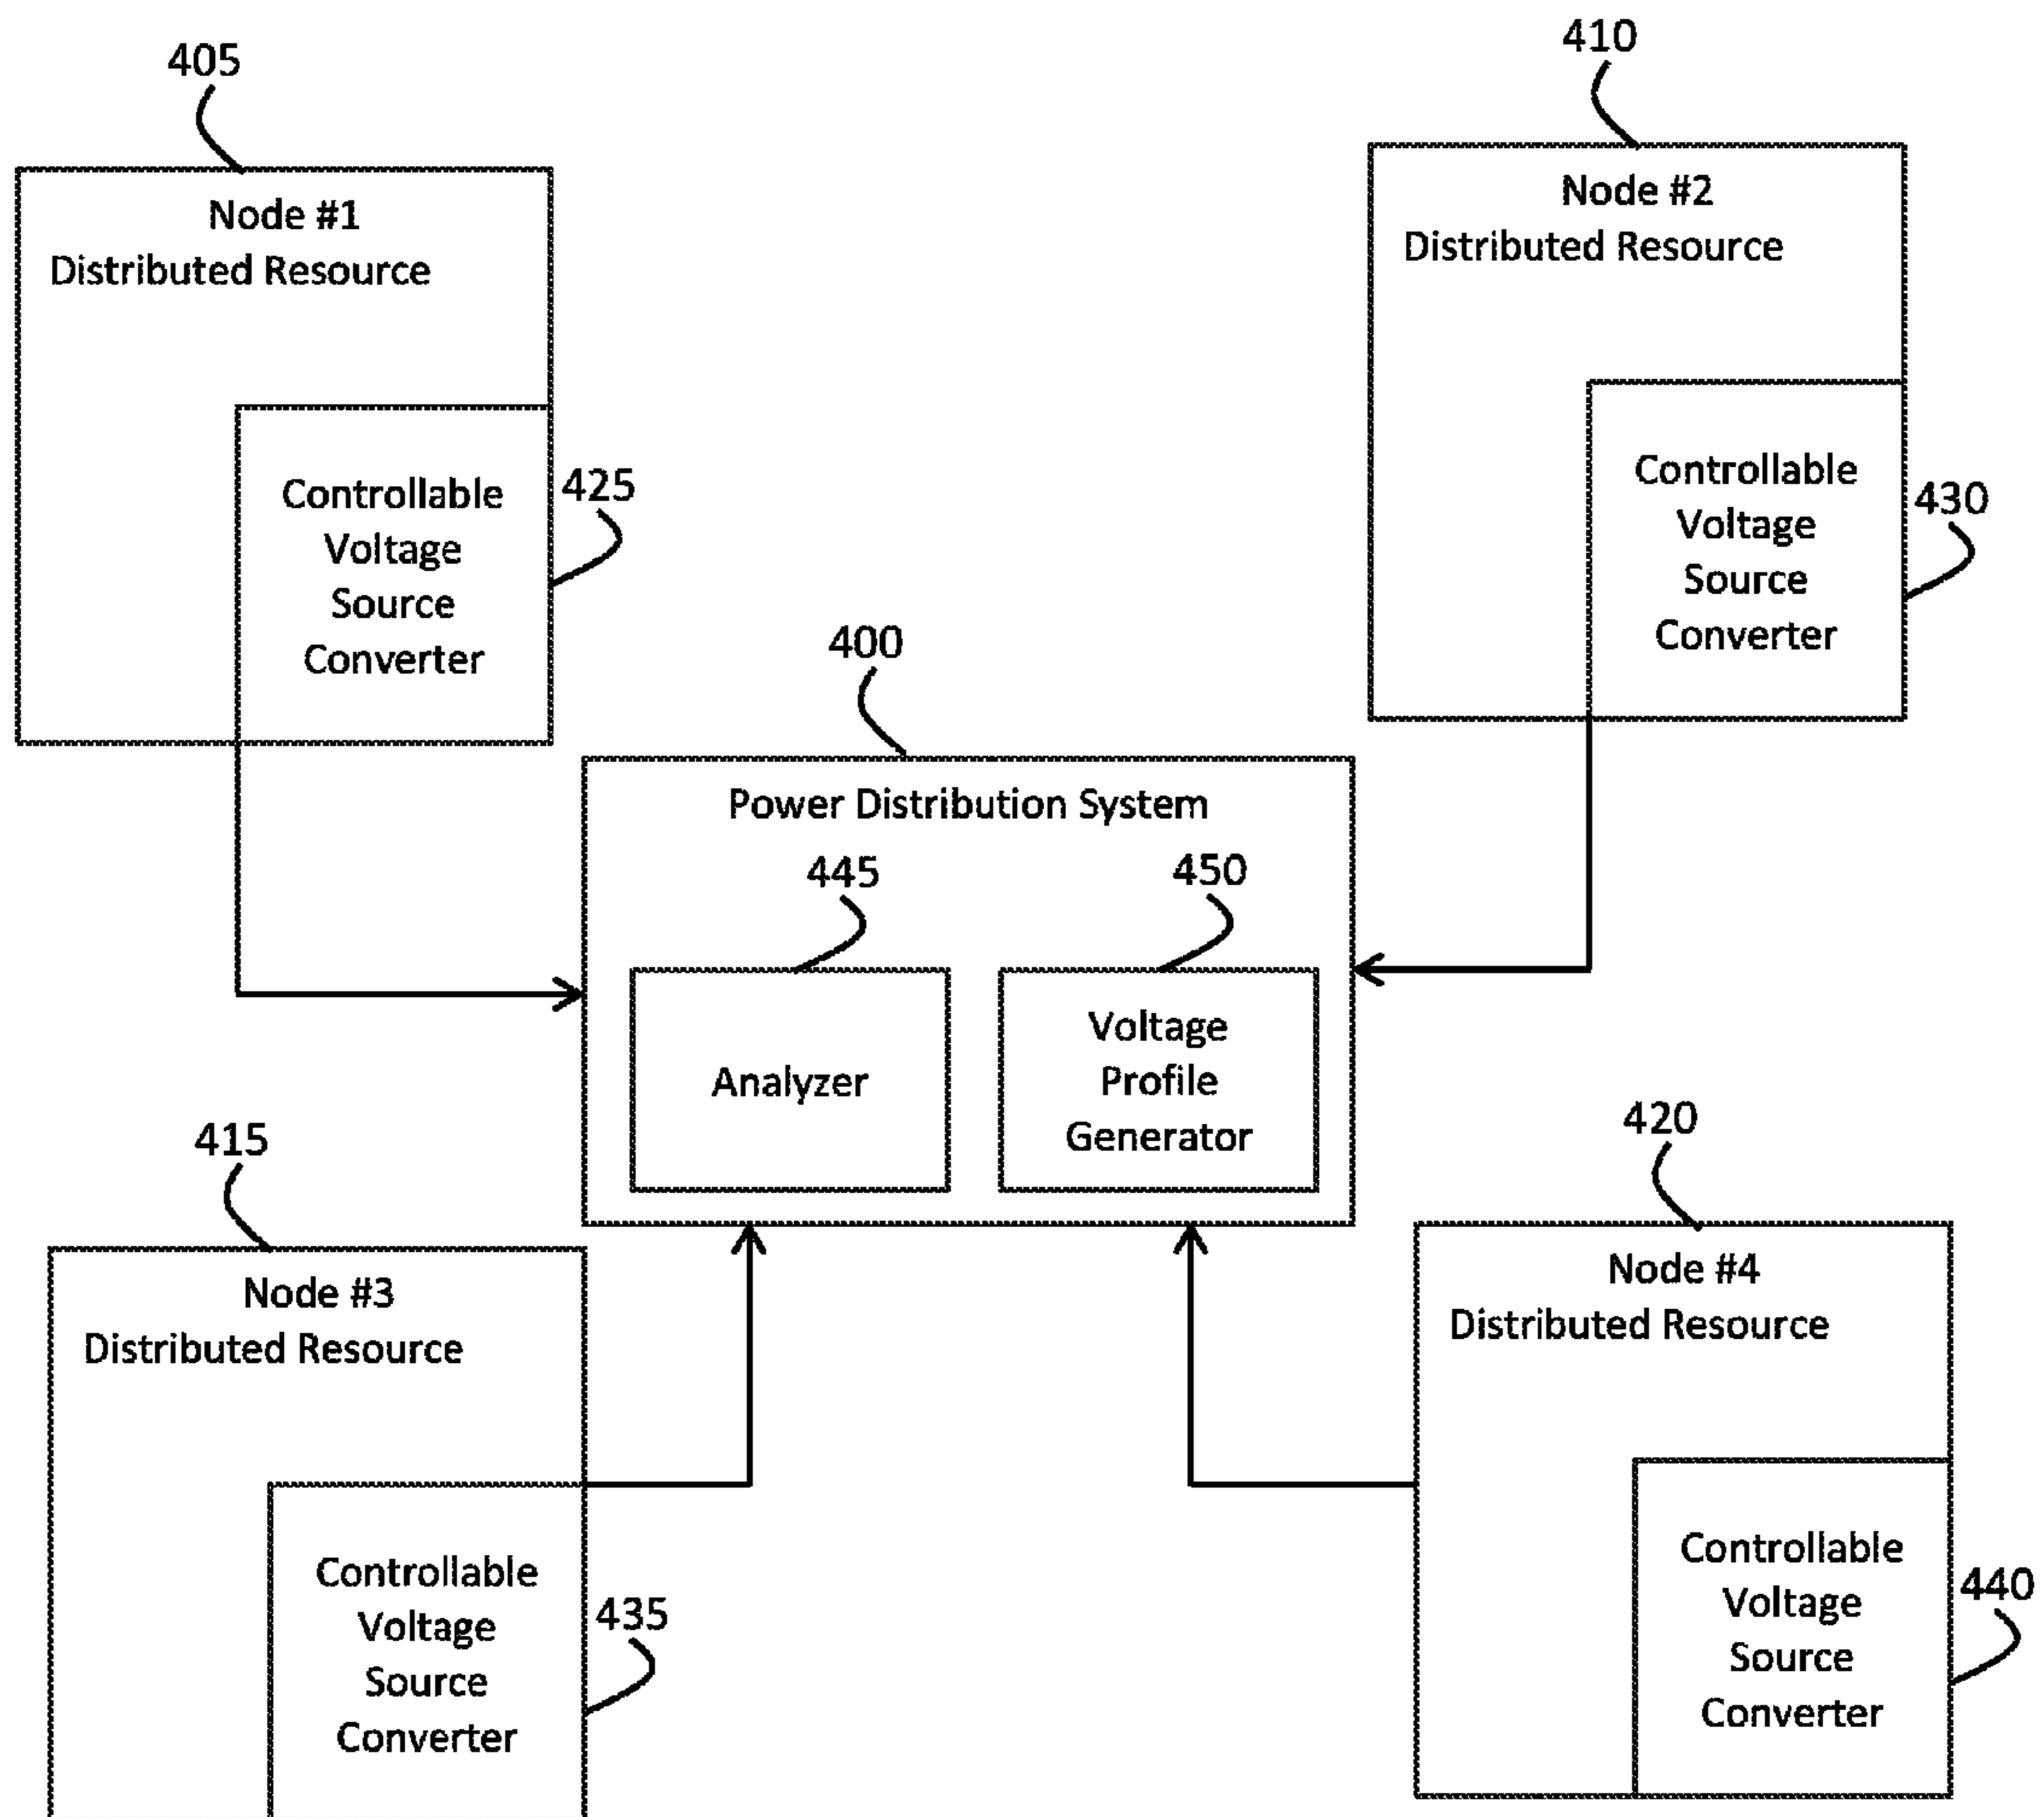 405
Node #1
Distributed Resource
Controllable
Voltage
Source
Converter
425
410
Node #2
Distributed Resource
Controllable
Voltage
Source
Converter
430
400
Power Distribution System
445
Analyzer
450
Voltage
Profile
Generator
415
Node #3
Distributed Resource
Controllable
Voltage
Source
Converter
435
420
Node #4
Distributed Resource
Controllable
Voltage
Source
Converter
440